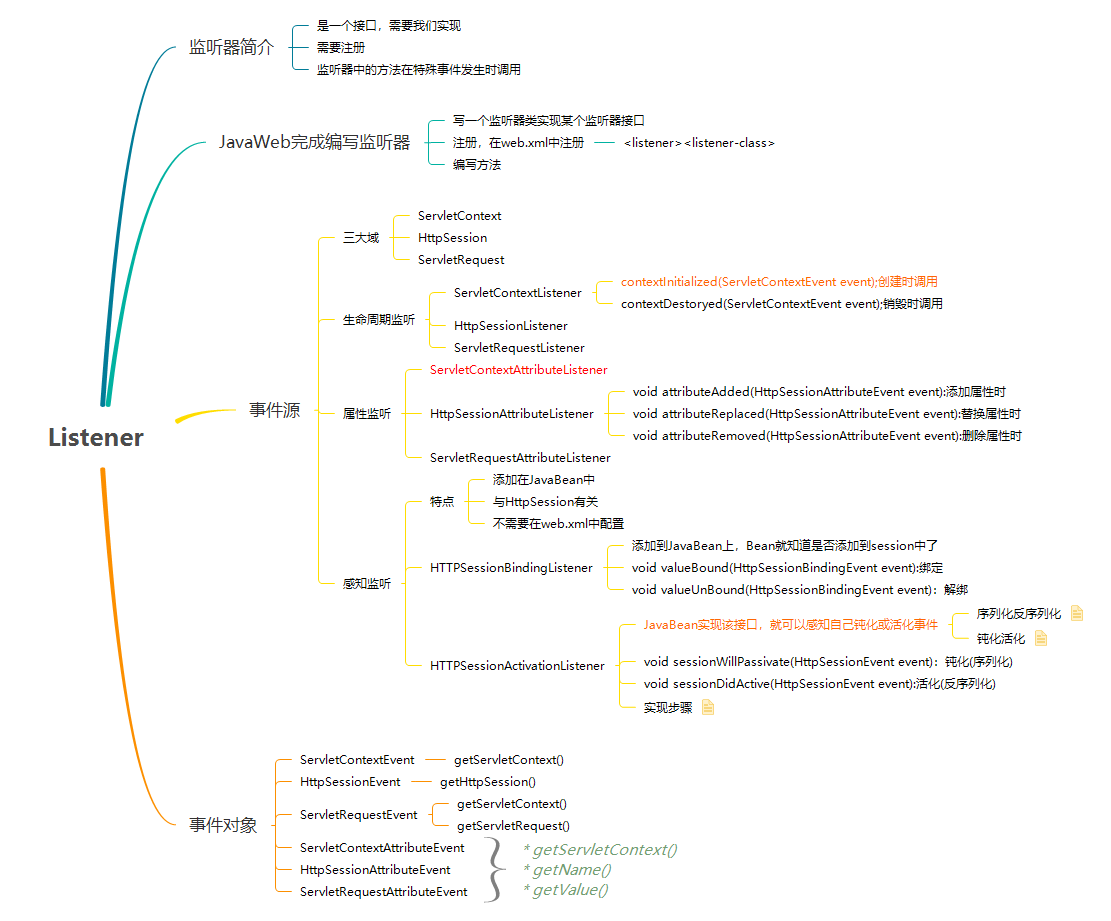 Listener
监听器简介
是一个接口，需要我们实现
需要注册
监听器中的方法在特殊事件发生时调用
JavaWeb完成编写监听器
写一个监听器类实现某个监听器接口
注册，在web.xml中注册
<listener><listener-class>
编写方法
事件源
三大域
ServletContext
HttpSession
ServletRequest
生命周期监听
ServletContextListener
contextInitialized(ServletContextEvent event);创建时调用
contextDestoryed(ServletContextEvent event);销毁时调用
HttpSessionListener
ServletRequestListener
属性监听
ServletContextAttributeListener
HttpSessionAttributeListener
void attributeAdded(HttpSessionAttributeEvent event):添加属性时
void attributeReplaced(HttpSessionAttributeEvent event):替换属性时
void attributeRemoved(HttpSessionAttributeEvent event):删除属性时
ServletRequestAttributeListener
感知监听
特点
添加在JavaBean中
与HttpSession有关
不需要在web.xml中配置
HTTPSessionBindingListener
添加到JavaBean上，Bean就知道是否添加到session中了
void valueBound(HttpSessionBindingEvent event):绑定
void valueUnBound(HttpSessionBindingEvent event)：解绑
HTTPSessionActivationListener
JavaBean实现该接口，就可以感知自己钝化或活化事件
序列化反序列化
钝化活化
void sessionWillPassivate(HttpSessionEvent event)：钝化(序列化)
void sessionDidActive(HttpSessionEvent event):活化(反序列化)
实现步骤
事件对象
ServletContextEvent
getServletContext()
HttpSessionEvent
getHttpSession()
ServletRequestEvent
getServletContext()
getServletRequest()
ServletContextAttributeEvent
HttpSessionAttributeEvent
ServletRequestAttributeEvent
* getServletContext()
* getName()
* getValue()